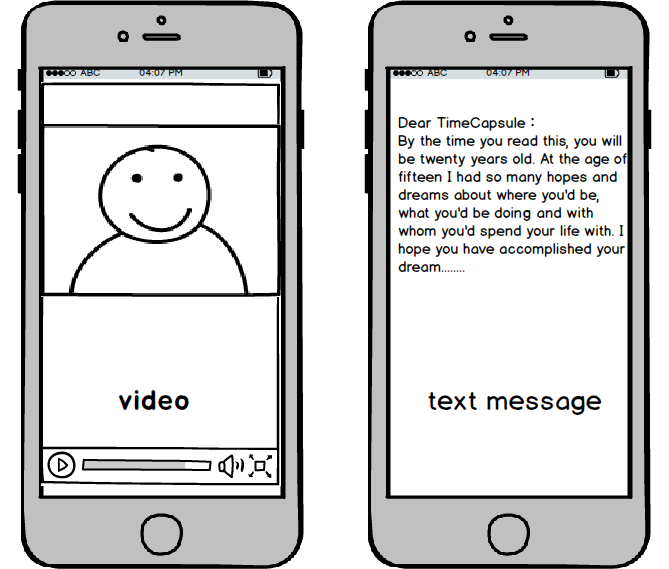 ABC 04:07 PM
video
ABC 04:07 PM
Dear TimeCapsule :
By the time you read this, you will
be twenty years old. At the age of
fifteen I had so many hopes and
dreams about where you'd be,
what you'd be doing and with
whom you'd spend your life with. I
hope you have accomplished your
dream........
text message